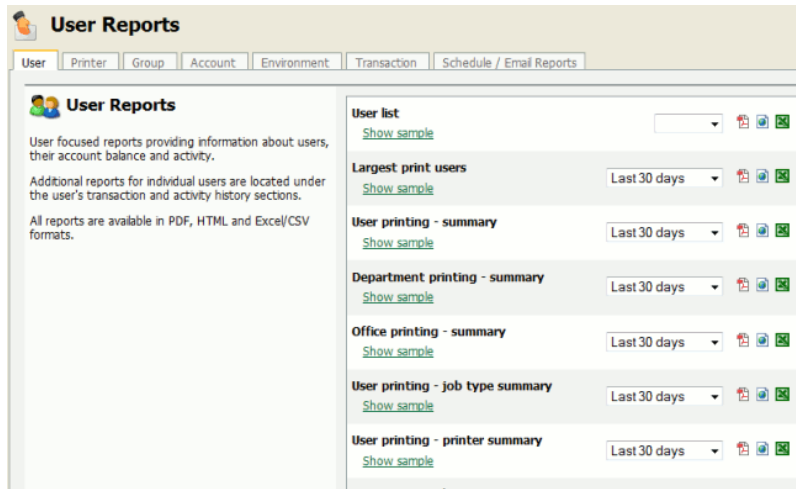 User Reports
User Printer Group Account Environment Transaction Schedule / Email Reports
User Reports
User focused reports providing information about users,
their account balance and activity.
Additional reports for individual users are located under
the user's transaction and activity history sections.
All reports are available in PDF, HTML and Excel/CSV
formats.
User list
Show sample
Largest print users
Show sample
Last 30 days
User printing - summary
Show sample
Last 30 days
Department printing - summary
Show sample
Last 30 days
Office printing - summary
Show sample
Last 30 days
User printing - job type summary
Show sample
Last 30 days
User printing - printer summary
Show sample
Last 30 days